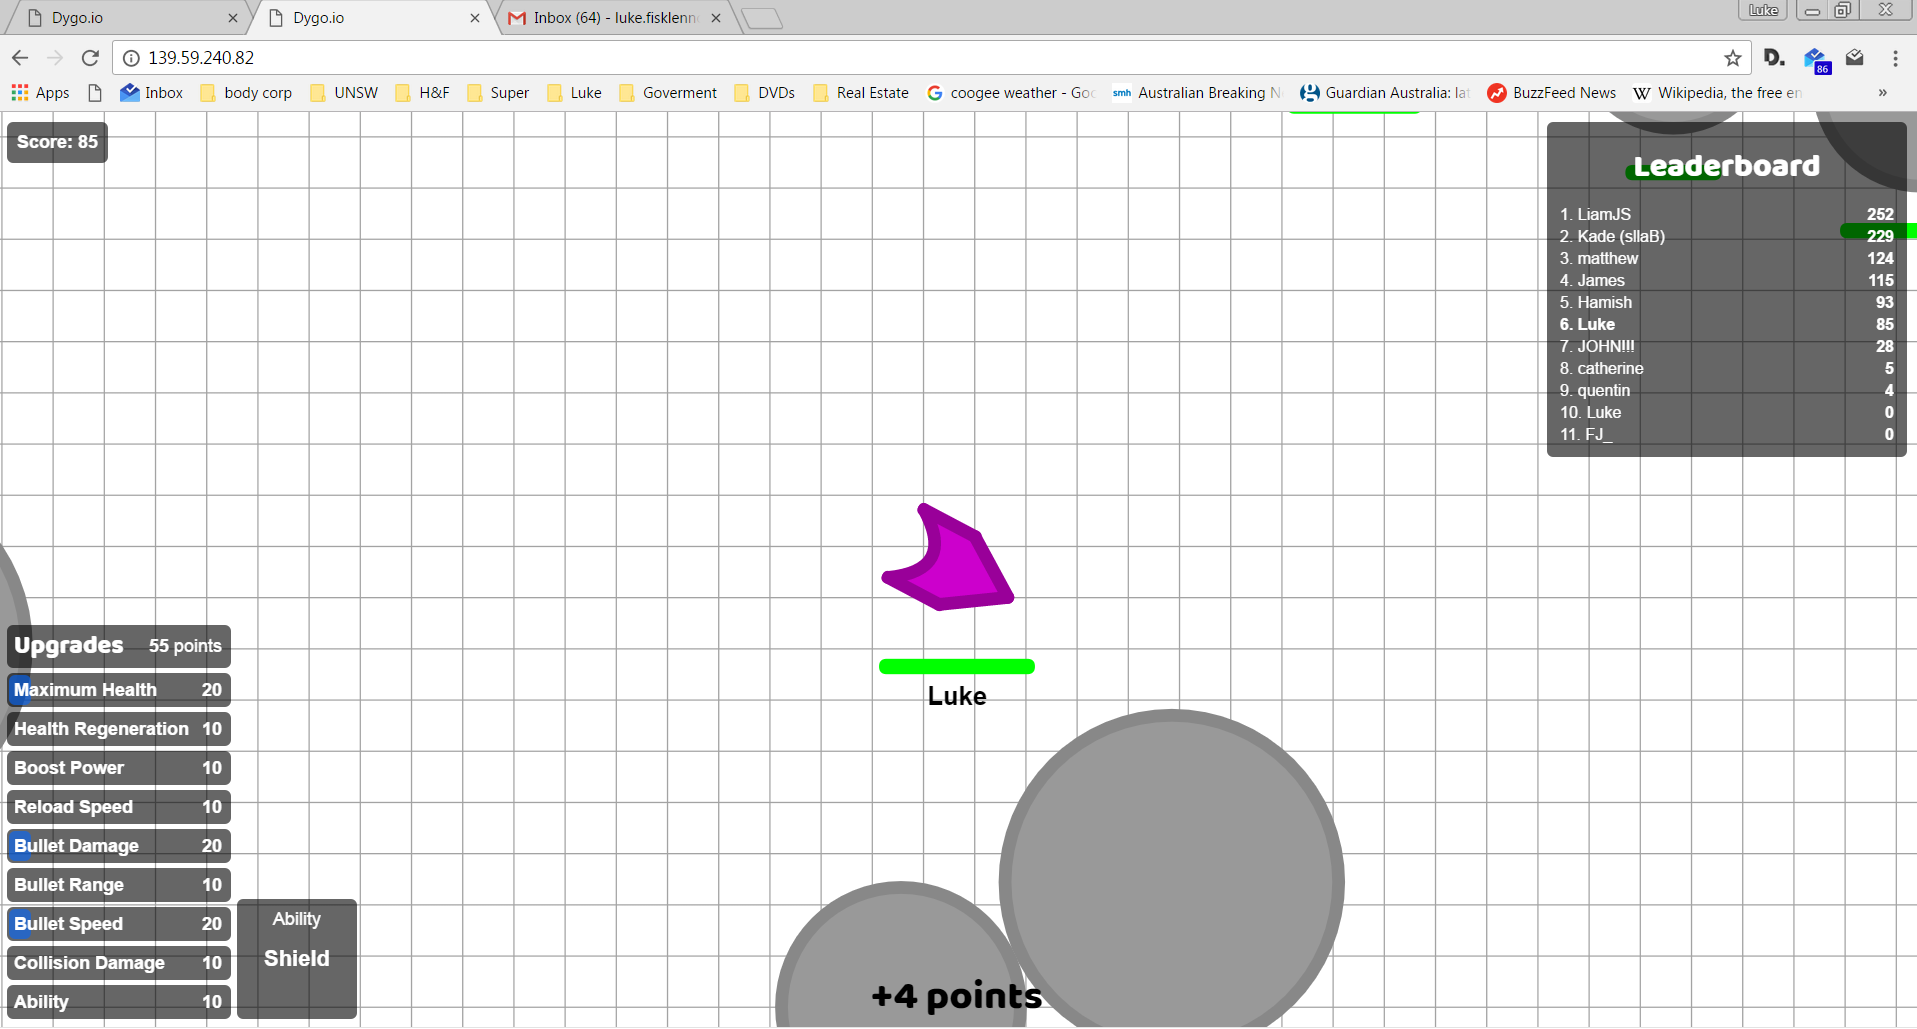 Dygo.io
Dygo.io
Inbox (64) - luke.fisklenn
Luke
139.59.240.82
D.
86
Apps
Inbox
body corp
UNSW
H&F
Super
Luke
Goverment
DVDs
Real Estate
coogee weather - Goo
smh Australian Breaking N
Guardian Australia: lat
BuzzFeed News
W Wikipedia, the free en
»
Score: 85
Leaderboard
1. LiamJS 252
2. Kade (sllaB) 229
3. matthew 124
4. James 115
5. Hamish 93
6. Luke 85
7. JOHN!!! 28
8. catherine 5
9. quentin 4
10. Luke 0
11. FJ_ 0
Luke
Upgrades 55 points
Maximum Health 20
Health Regeneration 10
Boost Power 10
Reload Speed 10
Bullet Damage 20
Bullet Range 10
Bullet Speed 20
Collision Damage 10
Ability 10
Ability
Shield
+4 points